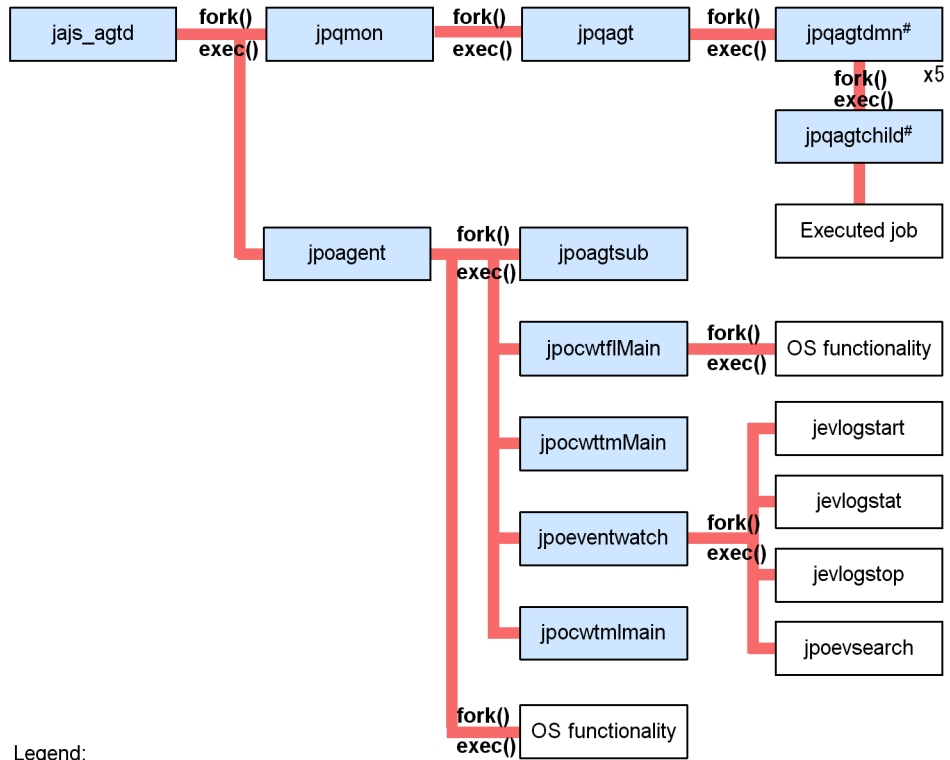 jajs_agtd
fork()
exec()
jpqmon
fork()
exec()
jpqagt
fork()
exec()
jpqagtdmn#
x5
fork()
exec()
jpqagtchild#
Executed job
jpoagent
fork()
exec()
jpoagtsub
jpocwtflMain
fork()
exec()
OS functionality
jpocwttmMain
jevlogstart
jevlogstat
jpoeventwatch
fork()
exec()
jevlogstop
jpocwtmlmain
jpoevsearch
fork()
exec()
OS functionality
Legend: